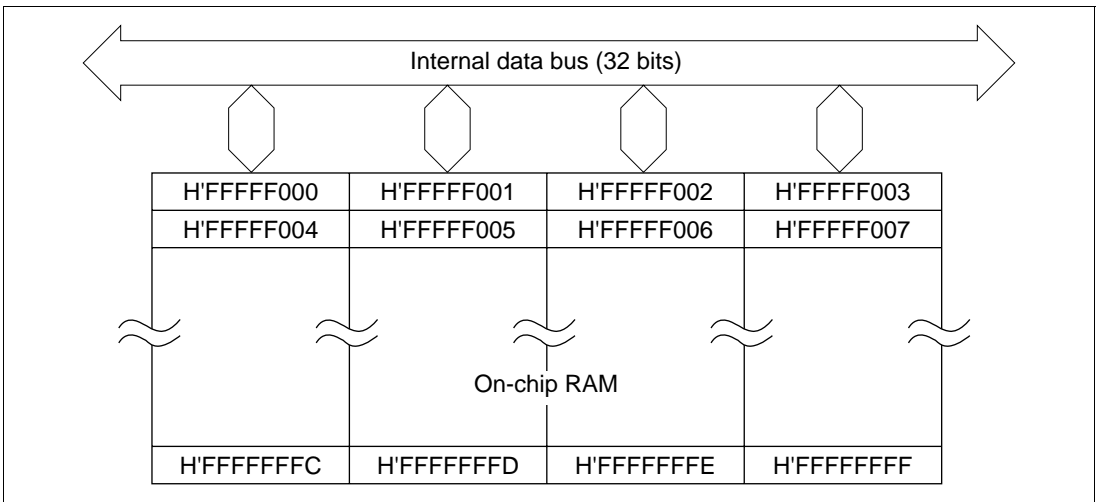 Internal data bus (32 bits)
H'FFFFF000 H'FFFFF001 H'FFFFF002 H'FFFFF003
H'FFFFF004 H'FFFFF005 H'FFFFF006 H'FFFFF007
On-chip RAM
H'FFFFFFFC H'FFFFFFFD H'FFFFFFFE H'FFFFFFFF